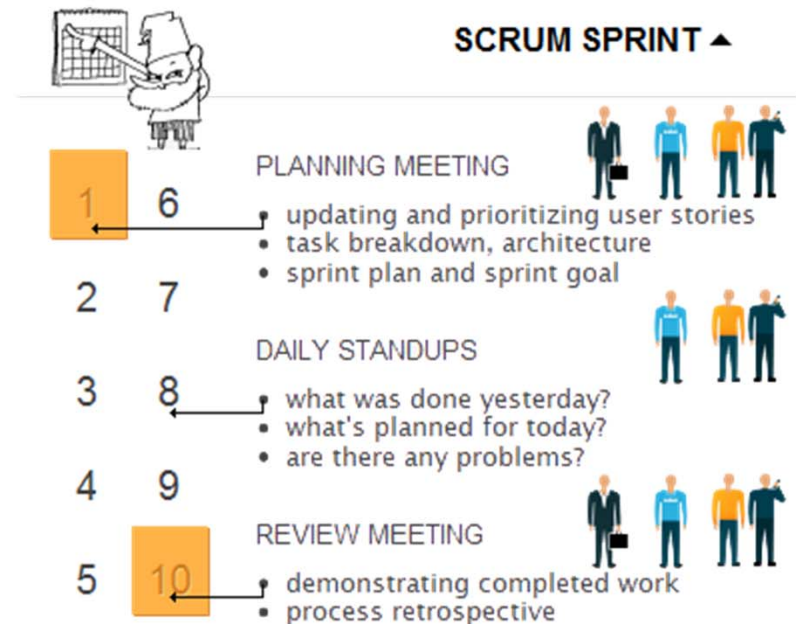 SCRUM SPRINT
PLANNING MEETING
1 6
updating and prioritizing user stories
task breakdown, architecture
sprint plan and sprint goal
2 7
DAILY STANDUPS
3 8
what was done yesterday?
what's planned for today?
are there any problems?
4 9
REVIEW MEETING
5 10
demonstrating completed work
process retrospective